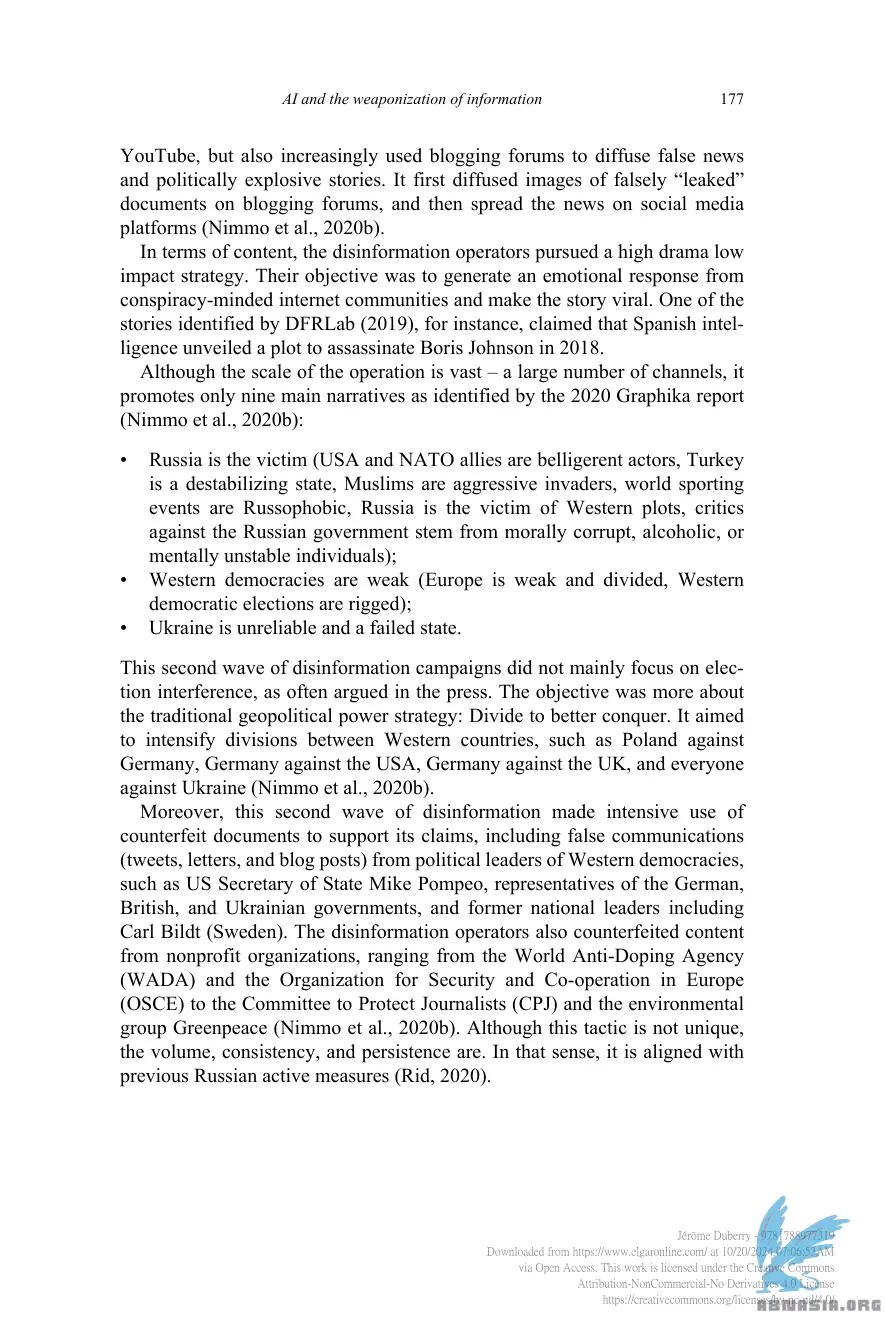 AI and the weaponization of information 177
YouTube, but also increasingly used blogging forums to diffuse false news
and politically explosive stories. It first diffused images of falsely “leaked”
documents on blogging forums, and then spread the news on social media
platforms (Nimmo et al., 2020b).
In terms of content, the disinformation operators pursued a high drama low
impact strategy. Their objective was to generate an emotional response from
conspiracy-minded internet communities and make the story viral. One of the
stories identified by DFRLab (2019), for instance, claimed that Spanish intel-
ligence unveiled a plot to assassinate Boris Johnson in 2018.
Although the scale of the operation is vast – a large number of channels, it
promotes only nine main narratives as identified by the 2020 Graphika report
(Nimmo et al., 2020b):
• Russia is the victim (USA and NATO allies are belligerent actors, Turkey
is a destabilizing state, Muslims are aggressive invaders, world sporting
events are Russophobic, Russia is the victim of Western plots, critics
against the Russian government stem from morally corrupt, alcoholic, or
mentally unstable individuals);
• Western democracies are weak (Europe is weak and divided, Western
democratic elections are rigged);
• Ukraine is unreliable and a failed state.
This second wave of disinformation campaigns did not mainly focus on elec-
tion interference, as often argued in the press. The objective was more about
the traditional geopolitical power strategy: Divide to better conquer. It aimed
to intensify divisions between Western countries, such as Poland against
Germany, Germany against the USA, Germany against the UK, and everyone
against Ukraine (Nimmo et al., 2020b).
Moreover, this second wave of disinformation made intensive use of
counterfeit documents to support its claims, including false communications
(tweets, letters, and blog posts) from political leaders of Western democracies,
such as US Secretary of State Mike Pompeo, representatives of the German,
British, and Ukrainian governments, and former national leaders including
Carl Bildt (Sweden). The disinformation operators also counterfeited content
from nonprofit organizations, ranging from the World Anti-Doping Agency
(WADA) and the Organization for Security and Co-operation in Europe
(OSCE) to the Committee to Protect Journalists (CPJ) and the environmental
group Greenpeace (Nimmo et al., 2020b). Although this tactic is not unique,
the volume, consistency, and persistence are. In that sense, it is aligned with
previous Russian active measures (Rid, 2020).
Jérôme Duberry - 9781788977319
Downloaded from https://www.elgaronline.com/ at 10/20/2024 07:06:52AM
via Open Access. This work is licensed under the Creative Commons
Attribution-NonCommercial-No Derivatives 4.0 License
https://creativecommons.org/licenses/by-nc-nd/4.0/
ABNASIA.ORG